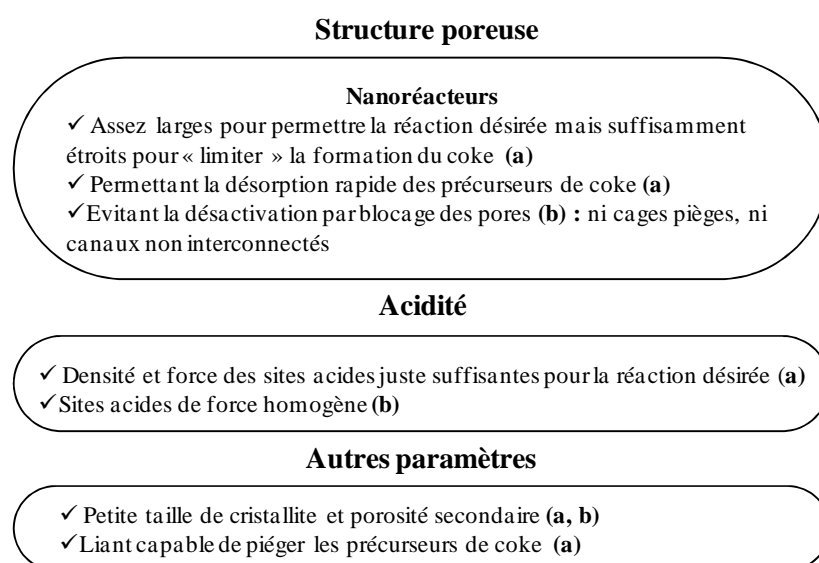 Structure poreuse
Nanoréacteurs
✓ Assez larges pour permettre la réaction désirée mais suffisamment
étroits pour « limiter » la formation du coke (a)
✓ Permettant la désorption rapide des précurseurs de coke (a)
✓ Evitant la désactivation par blocage des pores (b) : ni cages pièges, ni
canaux non interconnectés
Acidité
✓ Densité et force des sites acides juste suffisantes pour la réaction désirée (a)
✓ Sites acides de force homogène (b)
Autres paramètres
✓ Petite taille de cristallite et porosité secondaire (a, b)
✓ Liant capable de piéger les précurseurs de coke (a)